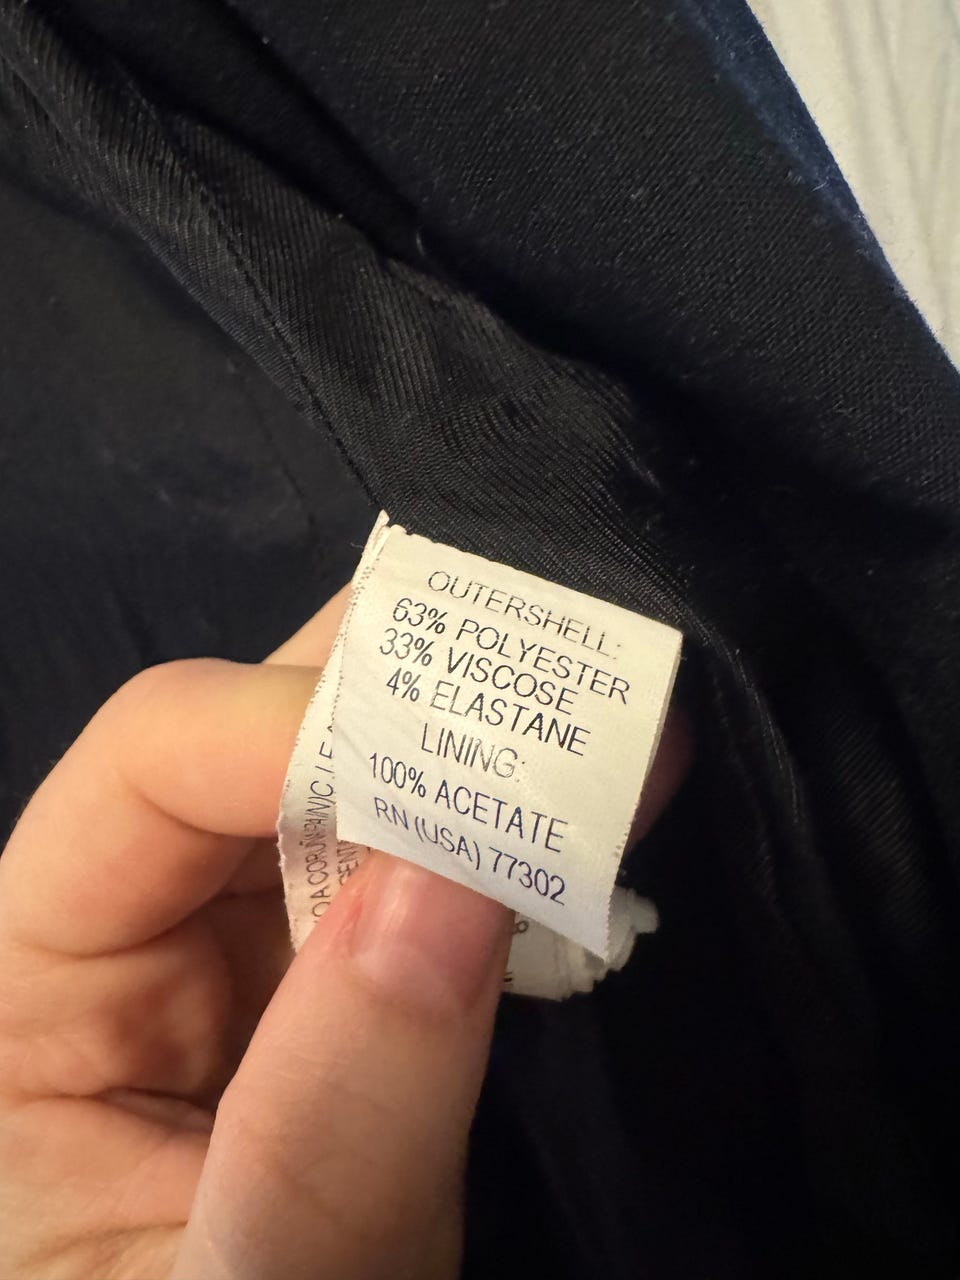 OUTERSHELL:
63% POLYESTER
33% VISCOSE
4% ELASTANE
LINING:
100% ACETATE
RN (USA) 77302